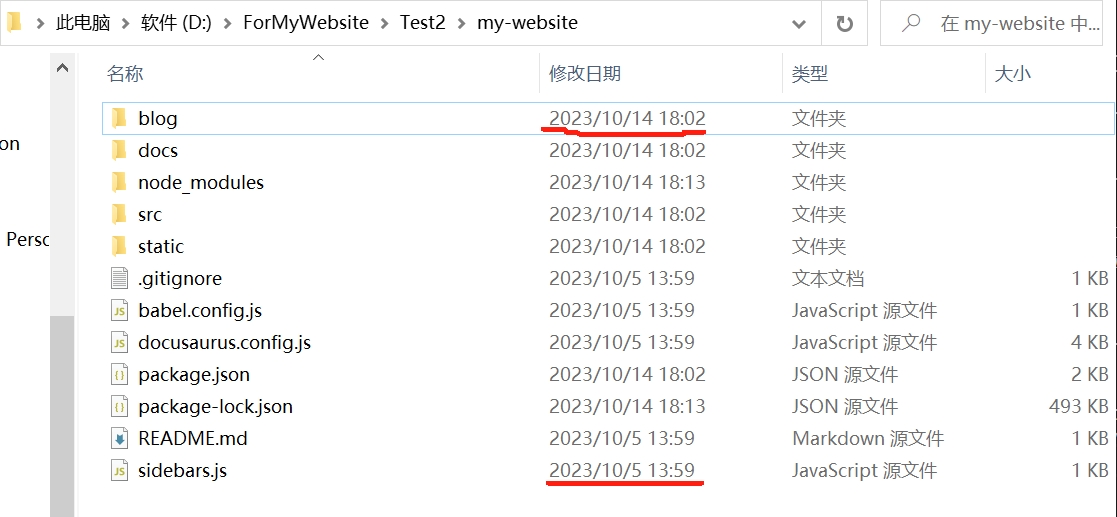 此电脑 > 软件 (D:) > ForMyWebsite > Test2 > my-website 在 my-website 中...
名称 修改日期 类型 大小
blog 2023/10/14 18:02 文件夹
docs 2023/10/14 18:02 文件夹
on
node_modules 2023/10/14 18:13 文件夹
src 2023/10/14 18:02 文件夹
Perso
static 2023/10/14 18:02 文件夹
.gitignore 2023/10/5 13:59 文本文档 1 KB
babel.config.js 2023/10/5 13:59 JavaScript 源文件 1 KB
docusaurus.config.js 2023/10/5 13:59 JavaScript 源文件 4 KB
package.json 2023/10/14 18:02 JSON 源文件 2 KB
package-lock.json 2023/10/14 18:13 JSON 源文件 493 KB
README.md 2023/10/5 13:59 Markdown 源文件 1 KB
sidebars.js 2023/10/5 13:59 JavaScript 源文件 1 KB